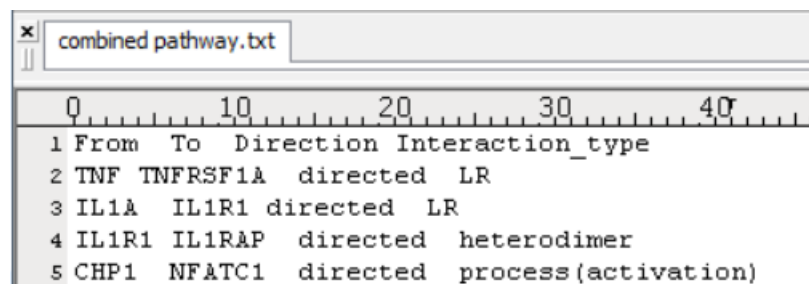 combined pathway.txt
0 10 20 30 40
1 From To Direction Interaction_type
2 TNF TNFRSF1A directed LR
3 IL1A IL1R1 directed LR
4 IL1R1 IL1RAP directed heterodimer
5 CHP1 NFATC1 directed process(activation)